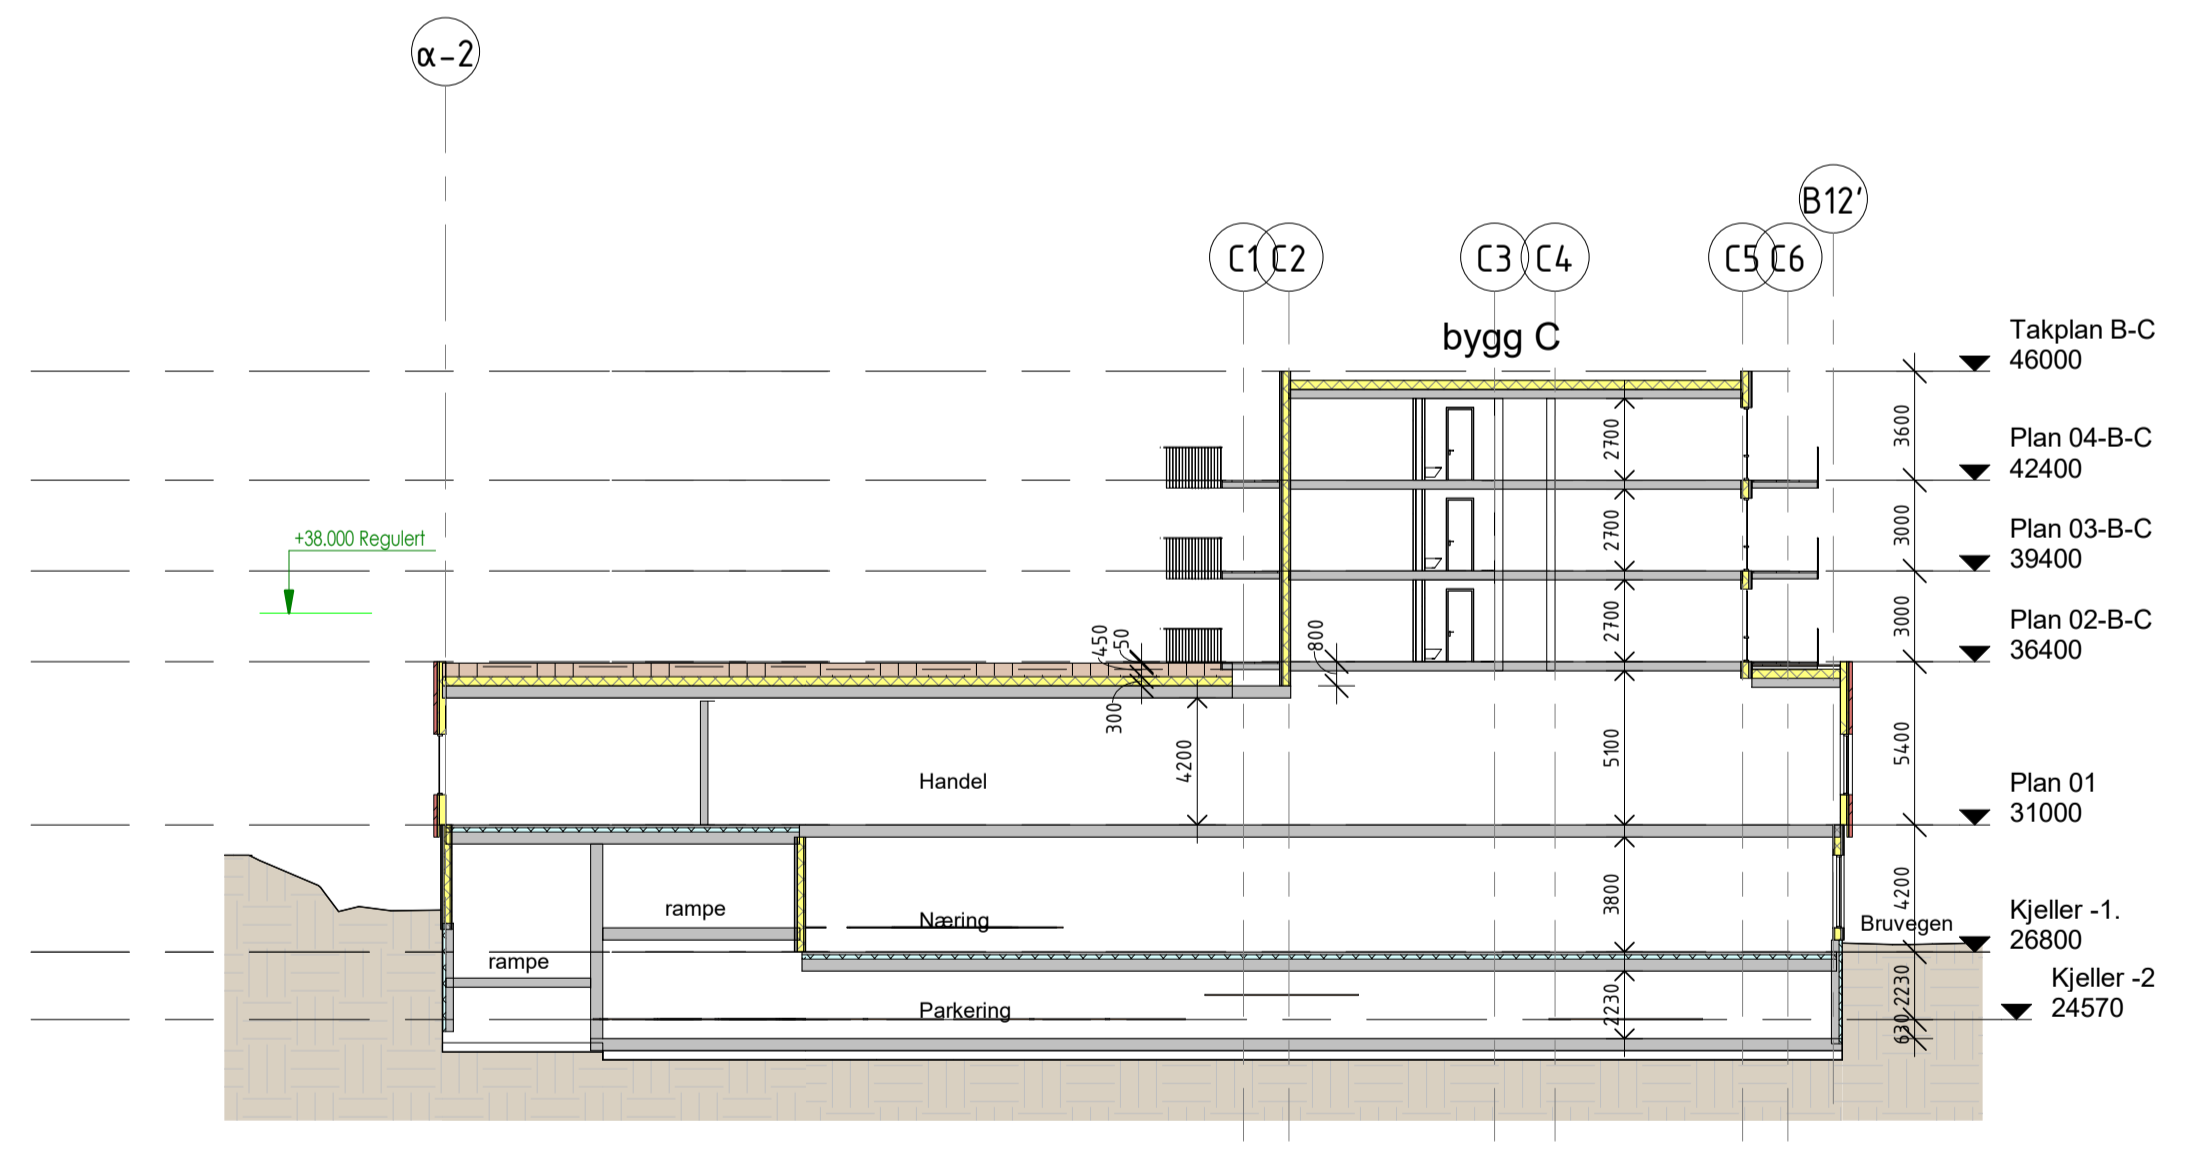 α-2
B12'
C1
C2
C3
C4
C5
C6
bygg C
Takplan B-C
46000
3600
2700
Plan 04-B-C
42400
3000
2700
Plan 03-B-C
39400
+38.000 Regulert
3000
2700
Plan 02-B-C
36400
450
50
800
300
4200
5100
5400
Handel
Plan 01
31000
3800
4200
rampe
Næring
Kjeller -1.
26800
Bruvegen
rampe
Kjeller -2
24570
Parkering
2230
2230
630